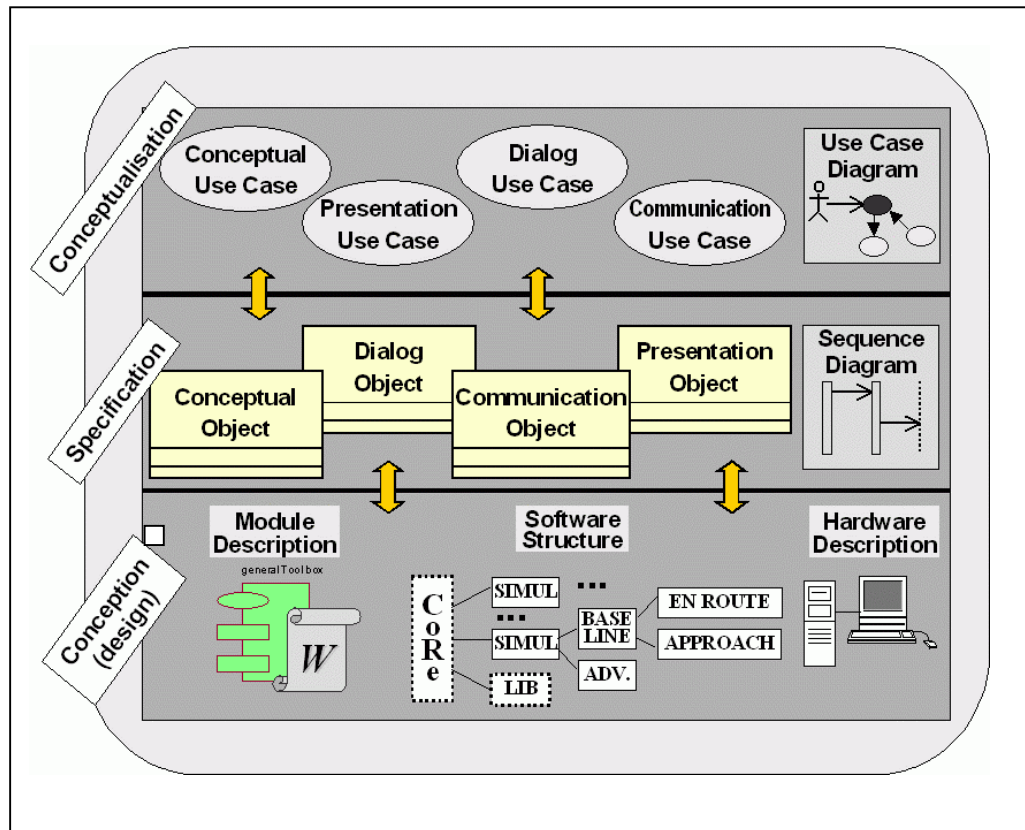 Conceptualisation
Conceptual
Use Case
Presentation
Use Case
Dialog
Use Case
Communication
Use Case
Use Case
Diagram
Specification
Conceptual
Object
Dialog
Object
Communication
Object
Presentation
Object
Sequence
Diagram
Conception
(design)
Module
Description
generalToolbox
W
Software
Structure
CoRe
SIMUL
...
...
SIMUL
LIB
BASE
LINE
ADV.
EN ROUTE
APPROACH
Hardware
Description